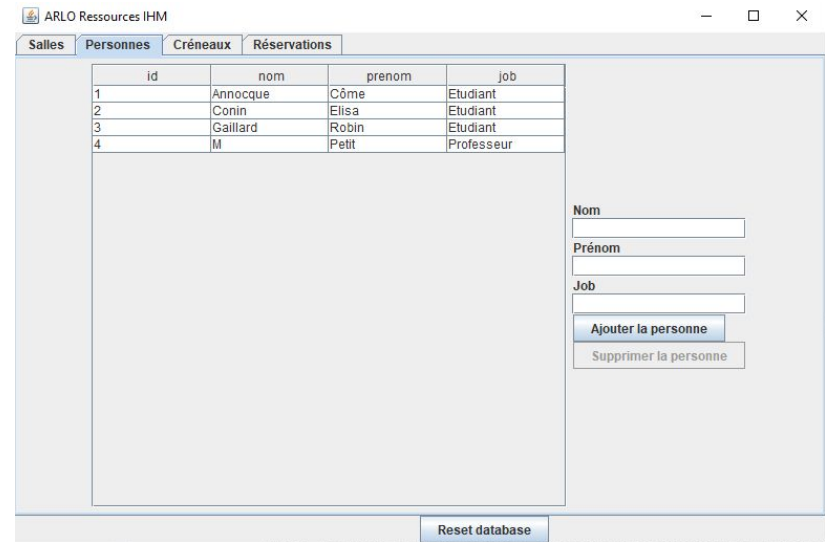 ARLO Ressources IHM
Salles Personnes Créneaux Réservations
id nom prenom job
1 Annocque Côme Etudiant
2 Conin Elisa Etudiant
3 Gaillard Robin Etudiant
4 M Petit Professeur
Nom
Prénom
Job
Ajouter la personne
Supprimer la personne
Reset database